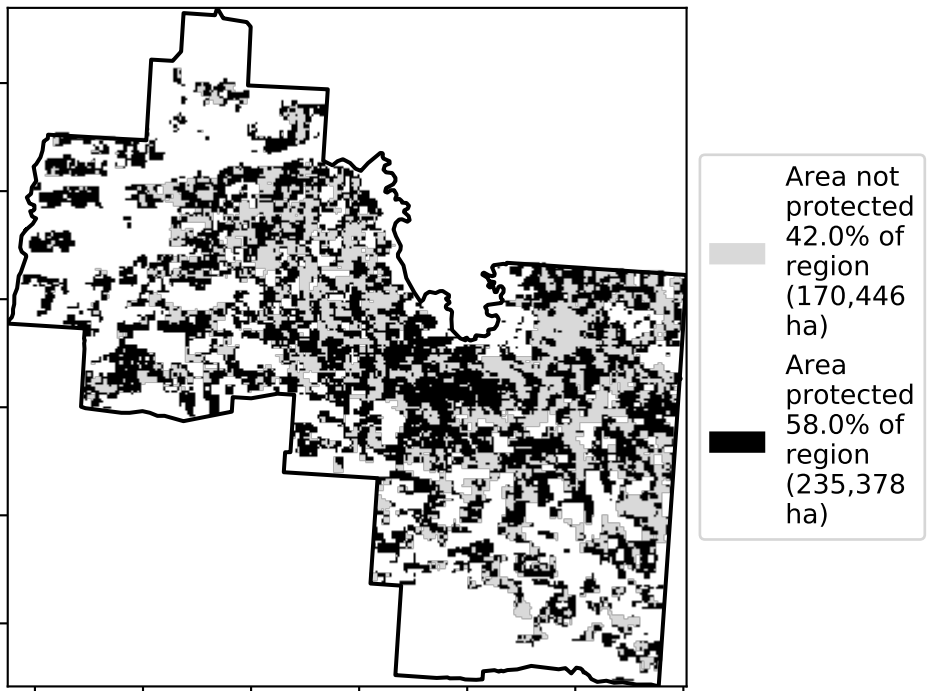 Area not
protected
42.0% of
region
(170,446
ha)
Area
protected
58.0% of
region
(235,378
ha)